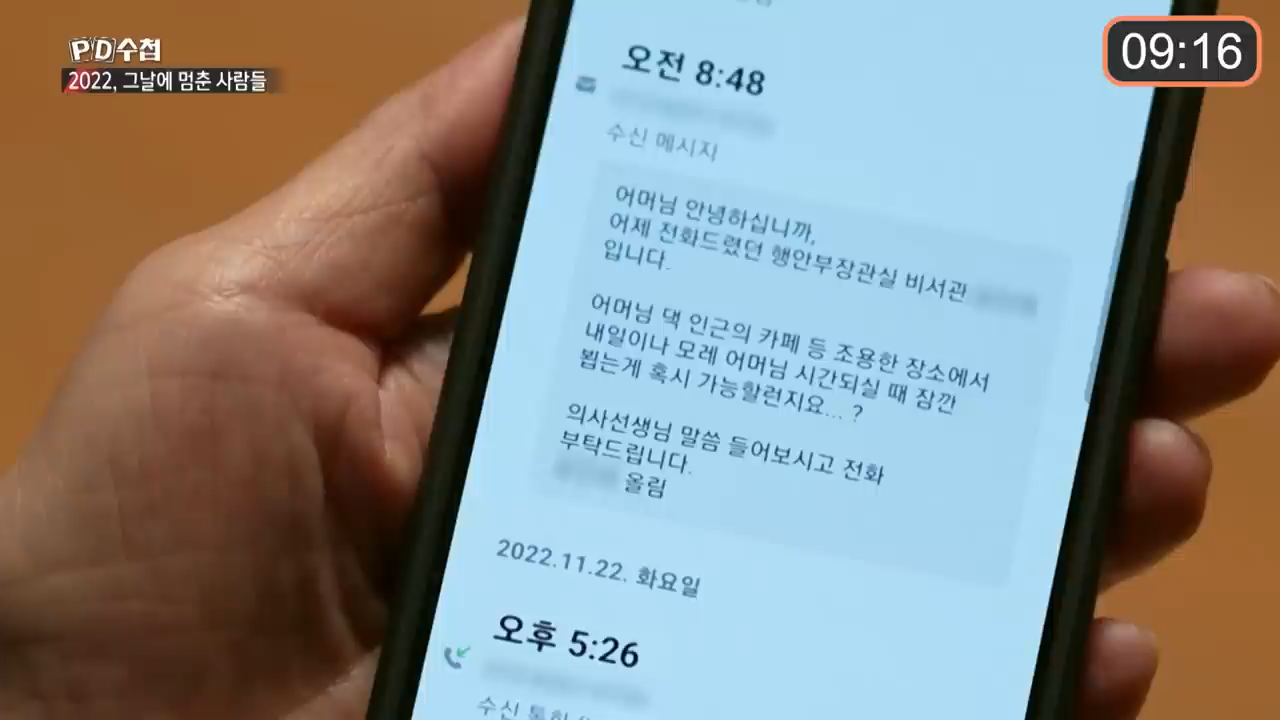 PD수첩
2022, 그날에 멈춘 사람들
09:16
오전 8:48
수신 메시지
어머님 안녕하십니까,
어제 전화드렸던 행안부장관실 비서관
입니다.
어머님 댁 인근의 카페 등 조용한 장소에서
내일이나 모레 어머님 시간되실 때 잠깐
뵙는게 혹시 가능할런지요... ?
의사선생님 말씀 들어보시고 전화
부탁드립니다.
올림
2022.11.22. 화요일
오후 5:26
수신 통화